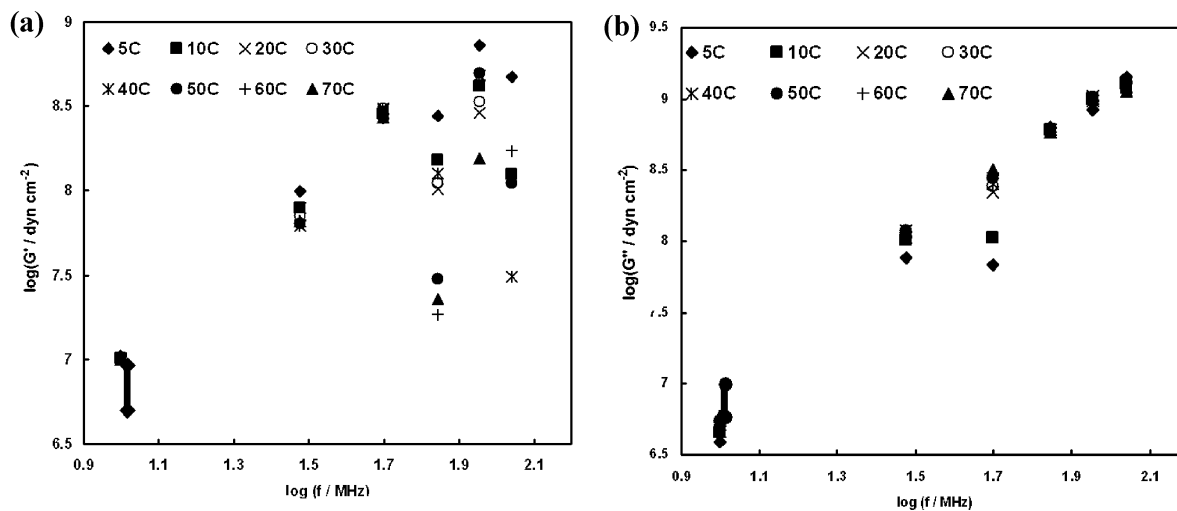 (a)
9
8.5
8
7.5
7
6.5
log(G' / dyn cm⁻²)
5C 10C 20C 30C
40C 50C 60C 70C
0.9 1.1 1.3 1.5 1.7 1.9 2.1
log (f / MHz)
(b)
9.5
9
8.5
8
7.5
7
6.5
log(G'' / dyn cm⁻²)
5C 10C 20C 30C
40C 50C 60C 70C
0.9 1.1 1.3 1.5 1.7 1.9 2.1
log (f / MHz)